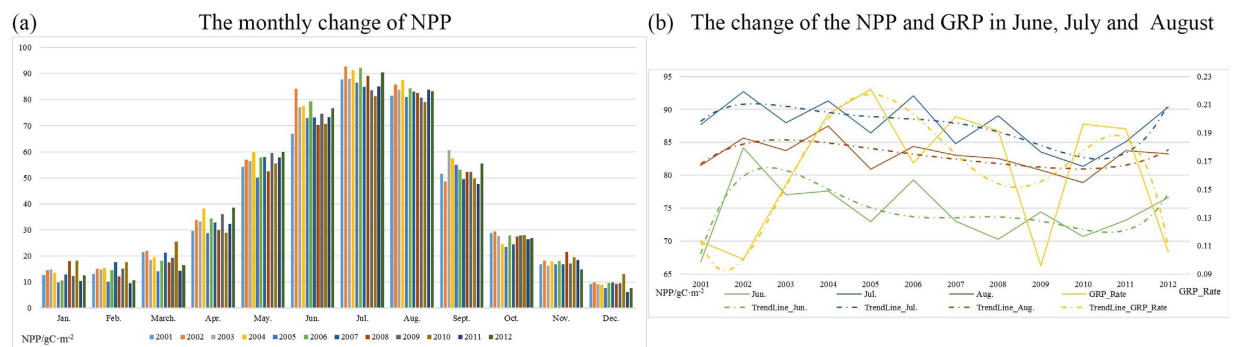 (a) The monthly change of NPP
100
90
80
70
60
50
40
30
20
10
0
Jan. Feb. March. Apr. May. Jun. Jul. Aug. Sept. Oct. Nov. Dec.
NPP/gC·m⁻² 2001 2002 2003 2004 2005 2006 2007 2008 2009 2010 2011 2012
(b) The change of the NPP and GRP in June, July and August
95 0.23
90 0.21
85 0.19
80 0.17
0.15
75
0.13
70 0.11
65 0.09
2001 2002 2003 2004 2005 2006 2007 2008 2009 2010 2011 2012
NPP/gC·m⁻² Jun. Jul. Aug. GRP_Rate GRP_Rate
TrendLine_Jun. TrendLine_Jul. TrendLine_Aug. TrendLine_GRP_Rate